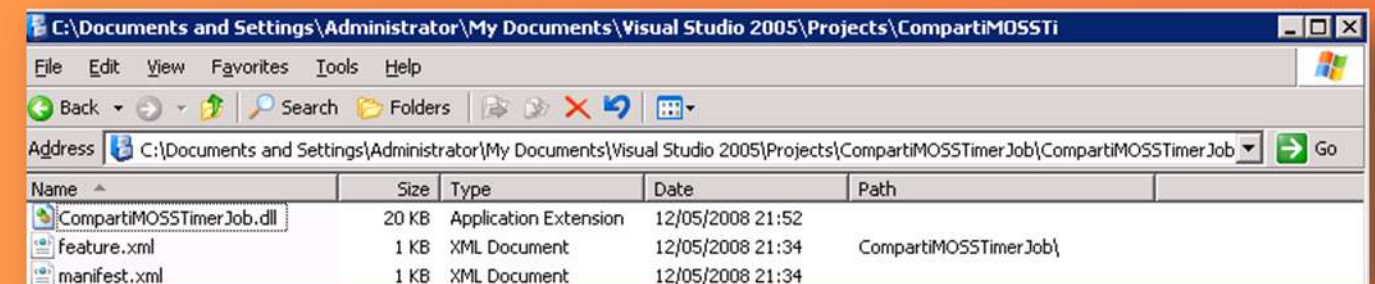 C:\Documents and Settings\Administrator\My Documents\Visual Studio 2005\Projects\CompartiMOSSTi
File Edit View Favorites Tools Help
Back Search Folders
Address C:\Documents and Settings\Administrator\My Documents\Visual Studio 2005\Projects\CompartiMOSSTimerJob\CompartiMOSSTimerJob Go
Name Size Type Date Path
CompartiMOSSTimerJob.dll 20 KB Application Extension 12/05/2008 21:52
feature.xml 1 KB XML Document 12/05/2008 21:34 CompartiMOSSTimerJob\
manifest.xml 1 KB XML Document 12/05/2008 21:34